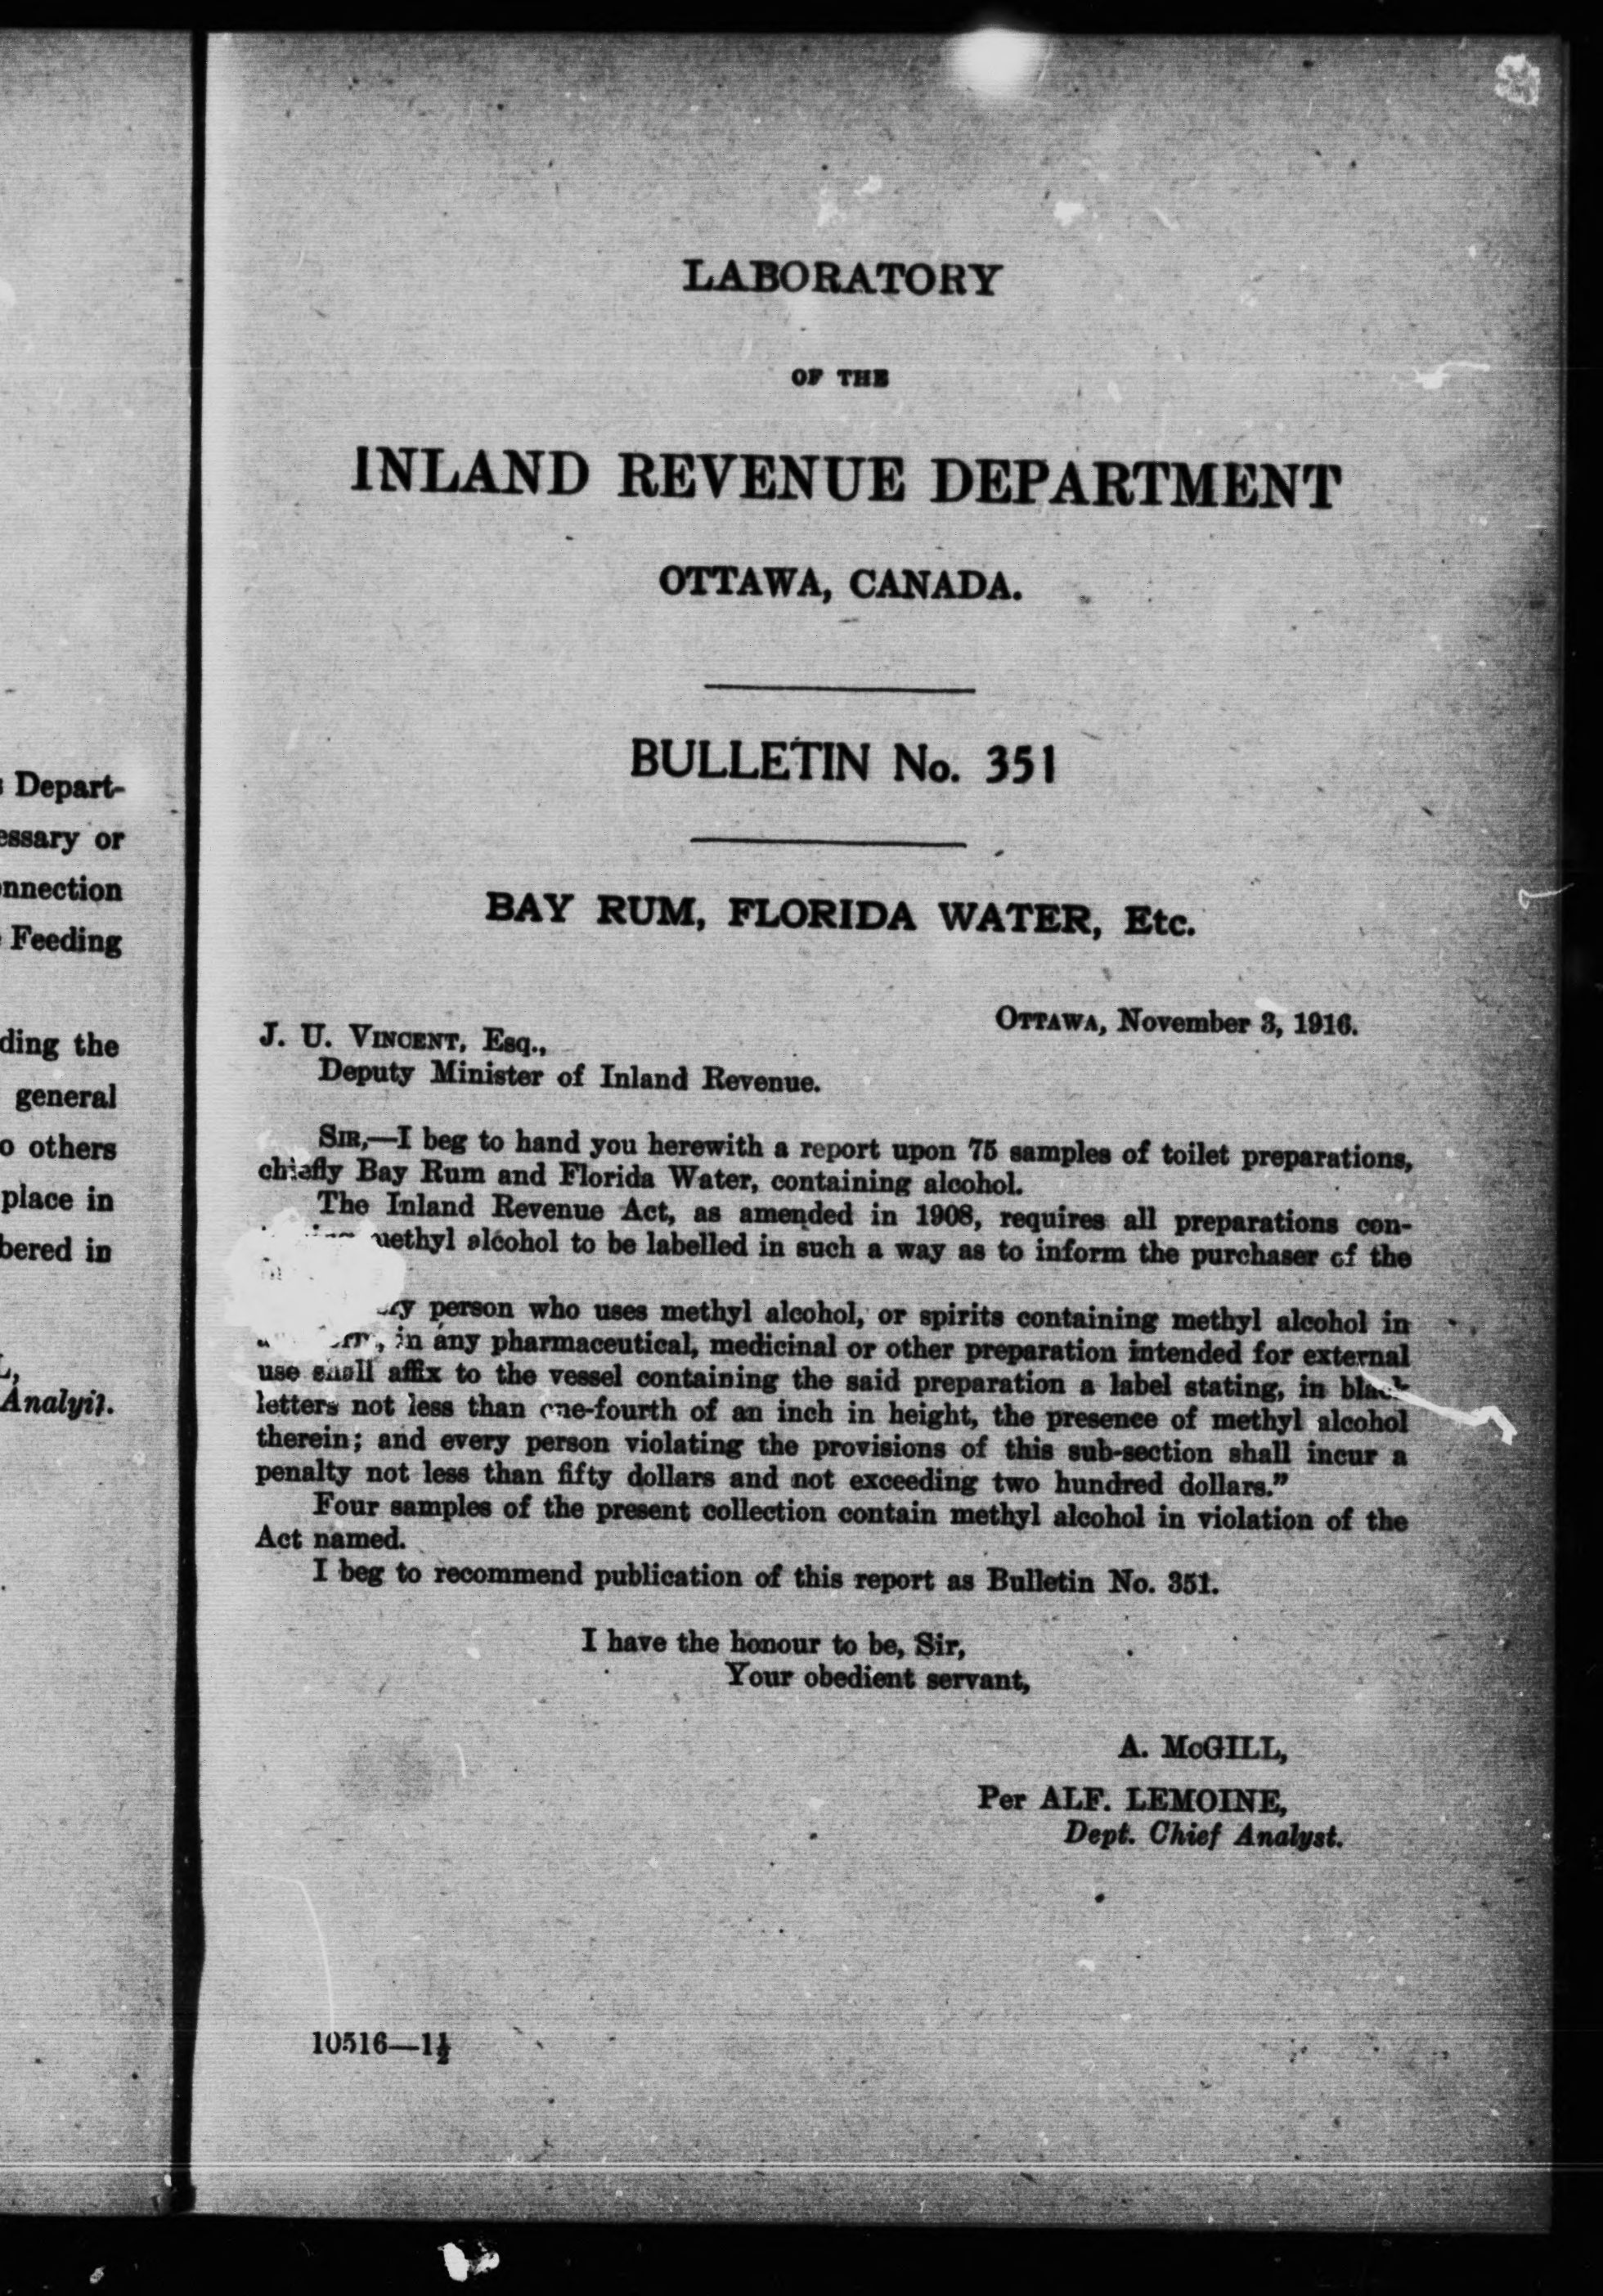 Depart-
or
Feeding
the
general
others
place in
in
Analyst.
LABORATORY
OF THE
INLAND REVENUE DEPARTMENT
OTTAWA, CANADA.
BULLETIN No. 351
BAY RUM, FLORIDA WATER, Etc.
OTTAWA, November 3, 1916.
J. U. VINCENT, Esq.,
Deputy Minister of Inland Revenue.
SIR,—I beg to hand you herewith a report upon 75 samples of toilet preparations,
chiefly Bay Rum and Florida Water, containing alcohol.
The Inland Revenue Act, as amended in 1908, requires all preparations con-
methyl alcohol to be labelled in such a way as to inform the purchaser of the
person who uses methyl alcohol, or spirits containing methyl alcohol in
in any pharmaceutical, medicinal or other preparation intended for external
use shall affix to the vessel containing the said preparation a label stating, in black
letters not less than one-fourth of an inch in height, the presence of methyl alcohol
therein; and every person violating the provisions of this sub-section shall incur a
penalty not less than fifty dollars and not exceeding two hundred dollars.”
Four samples of the present collection contain methyl alcohol in violation of the
Act named.
I beg to recommend publication of this report as Bulletin No. 351.
I have the honour to be, Sir,
Your obedient servant,
A. McGILL,
Per ALF. LEMOINE,
Dept. Chief Analyst.
10516—1½